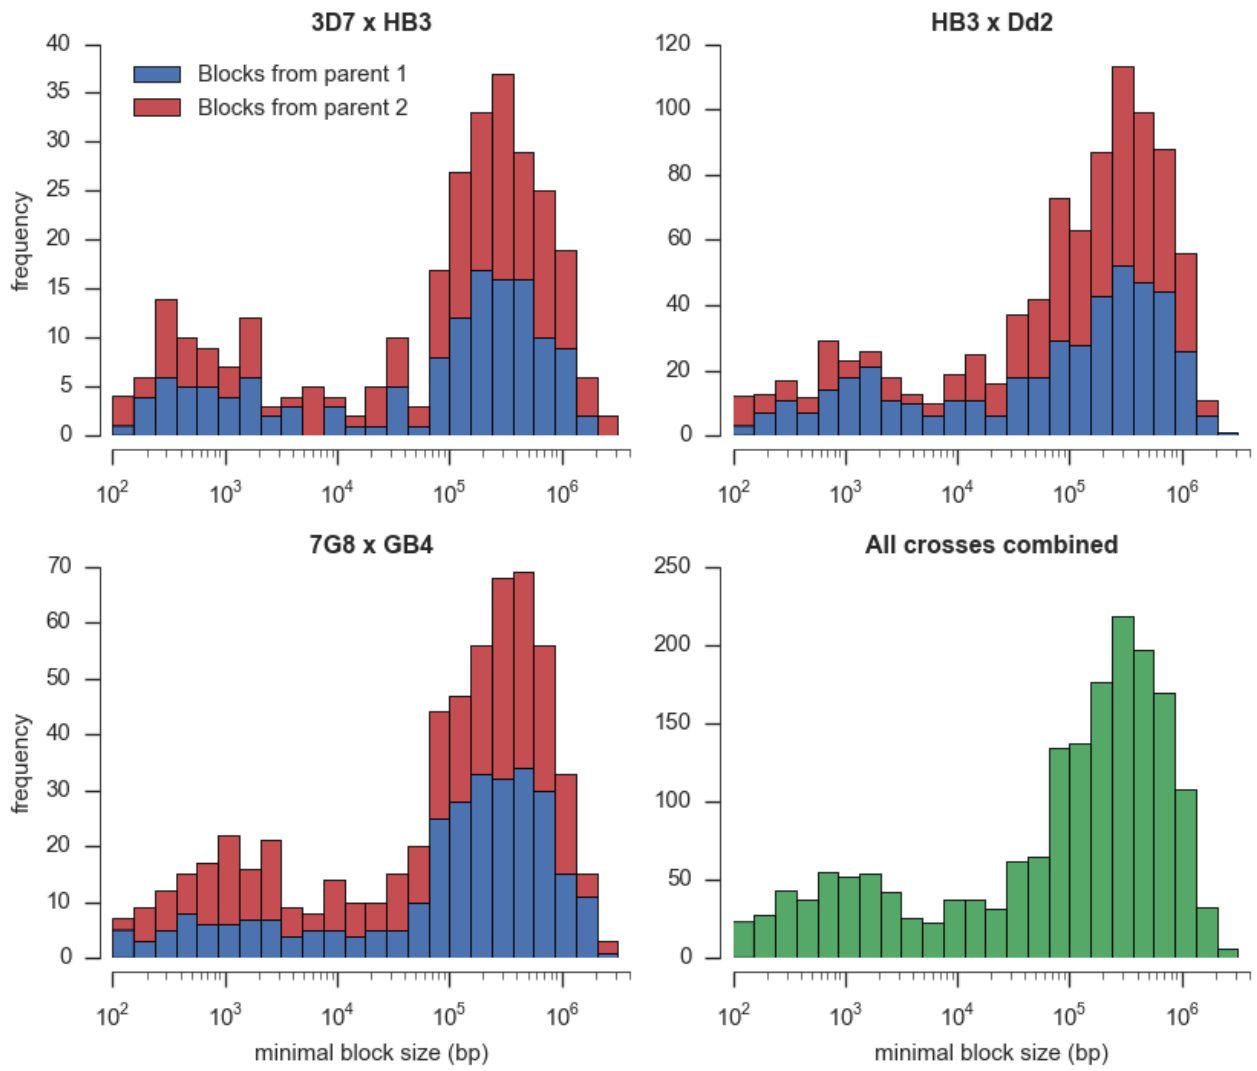 3D7 x HB3
40
35
30
25
20
15
10
5
0
frequency
Blocks from parent 1
Blocks from parent 2
10² 10³ 10⁴ 10⁵ 10⁶
HB3 x Dd2
120
100
80
60
40
20
0
10² 10³ 10⁴ 10⁵ 10⁶
7G8 x GB4
70
60
50
40
30
20
10
0
frequency
10² 10³ 10⁴ 10⁵ 10⁶
minimal block size (bp)
All crosses combined
250
200
150
100
50
0
10² 10³ 10⁴ 10⁵ 10⁶
minimal block size (bp)